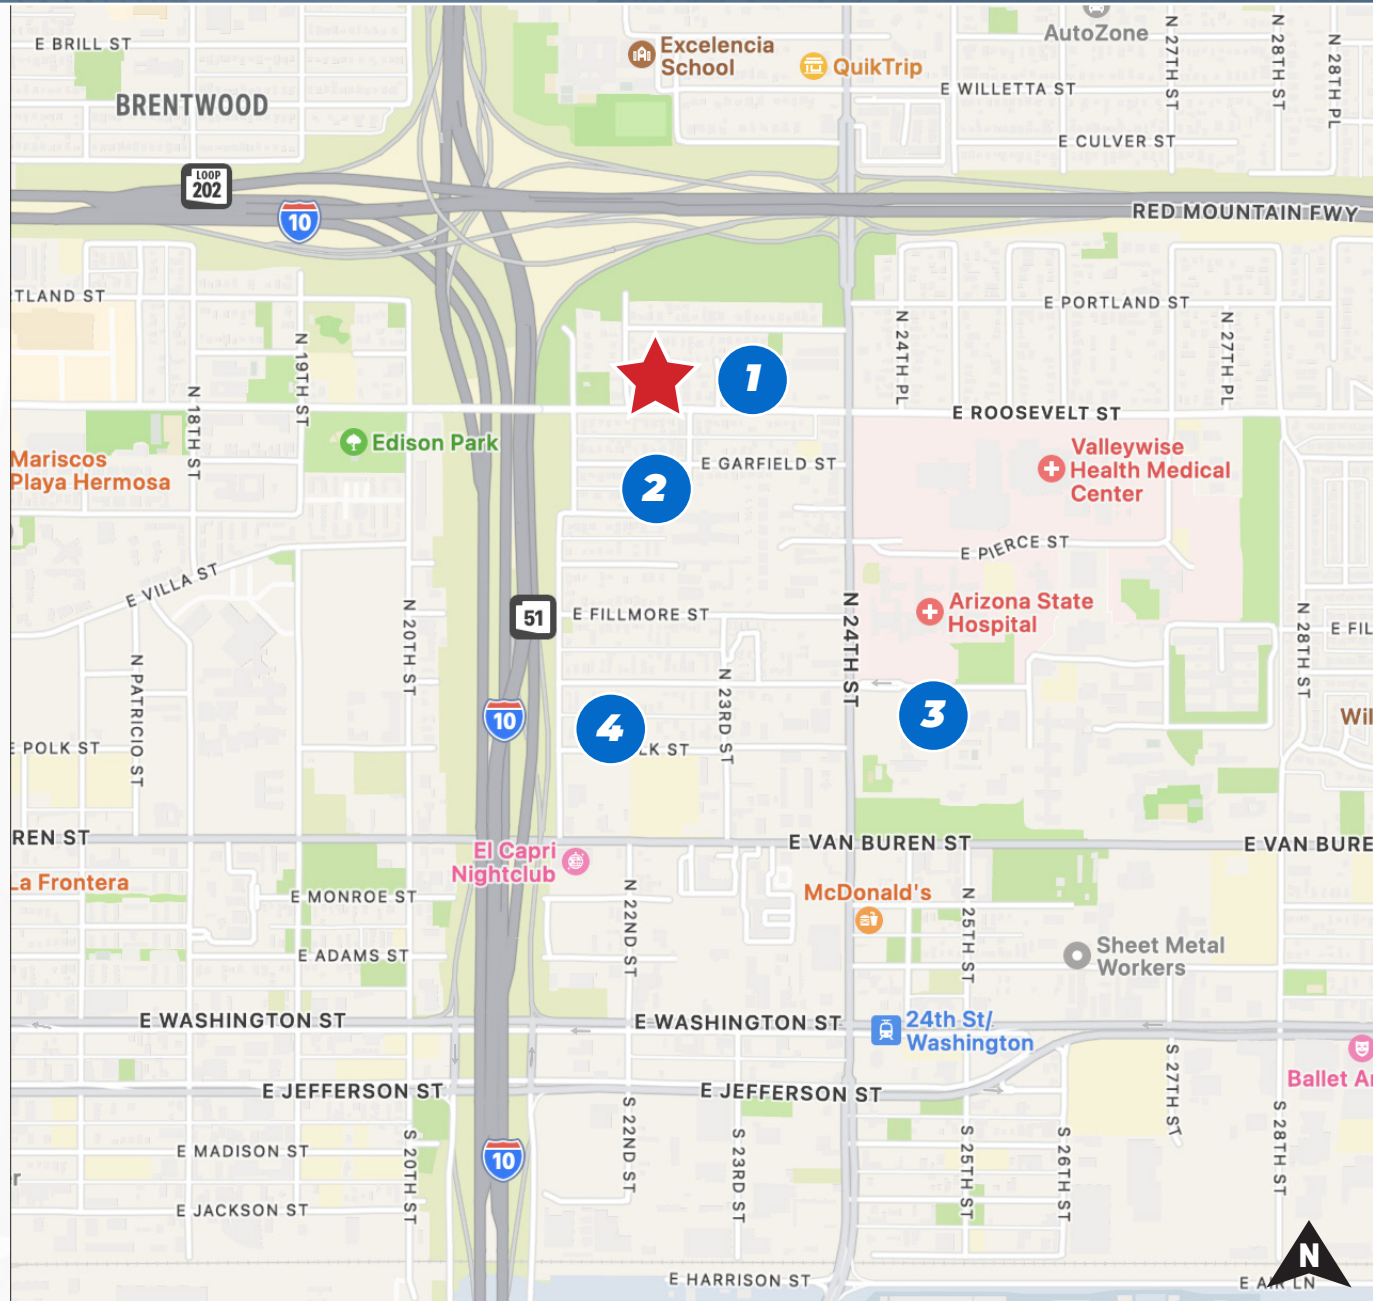 E BRILL ST
BRENTWOOD
Excelencia
School
QuikTrip
AutoZone
N 27TH ST
N 28TH ST
N 28TH PL
E WILLETTA ST
E CULVER ST
LOOP
202
10
RED MOUNTAIN FWY
TLAND ST
E PORTLAND ST
N 19TH ST
N 18TH ST
N 24TH PL
N 27TH PL
1
E ROOSEVELT ST
Edison Park
Mariscos
Playa Hermosa
2
E GARFIELD ST
Valleywise
Health Medical
Center
E PIERCE ST
E VILLA ST
51
E FILLMORE ST
N 20TH ST
N 24TH ST
Arizona State
Hospital
N 28TH ST
E FIL
N PATRICIO ST
N 23RD ST
10
4
3
Wil
E POLK ST
LK ST
REN ST
E VAN BUREN ST
E VAN BURE
El Capri
Nightclub
La Frontera
McDonald's
E MONROE ST
N 22ND ST
N 25TH ST
E ADAMS ST
Sheet Metal
Workers
E WASHINGTON ST
E WASHINGTON ST
24th St/
Washington
S 27TH ST
Ballet Ar
E JEFFERSON ST
E JEFFERSON ST
S 20TH ST
S 22ND ST
S 23RD ST
S 25TH ST
S 26TH ST
S 28TH ST
E MADISON ST
10
r
E JACKSON ST
N
E HARRISON ST
E AIR LN